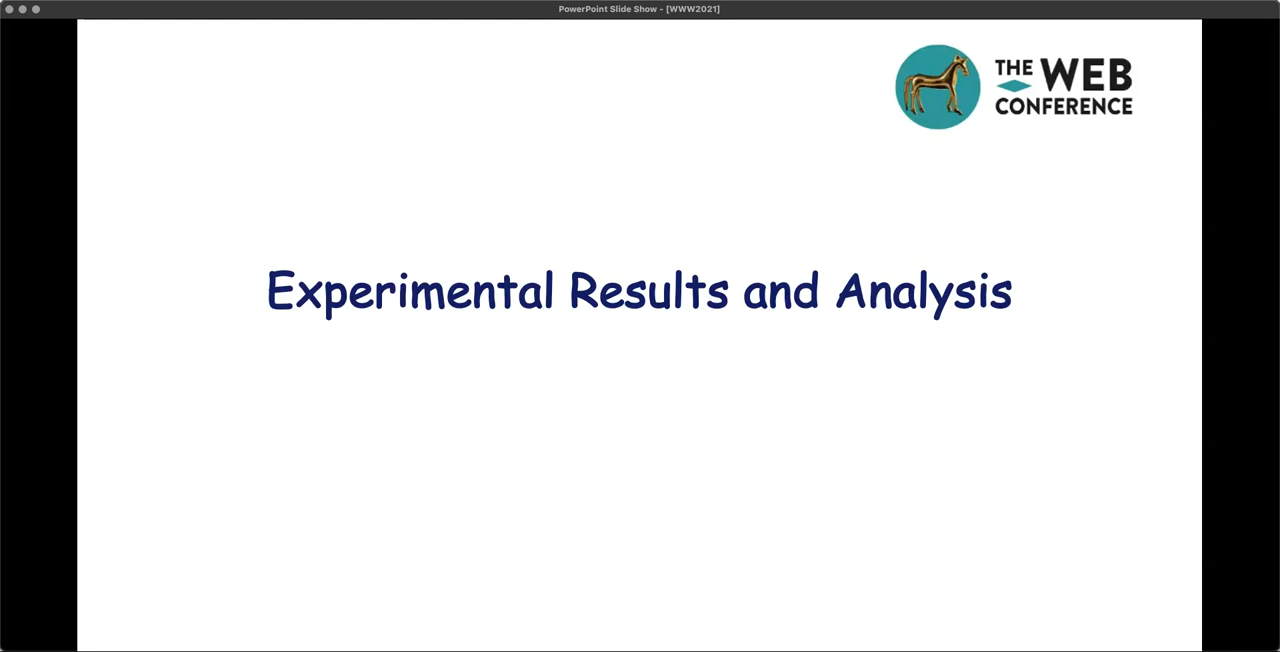 PowerPoint Slide Show - [WWW2021]
THE WEB
CONFERENCE
Experimental Results and Analysis